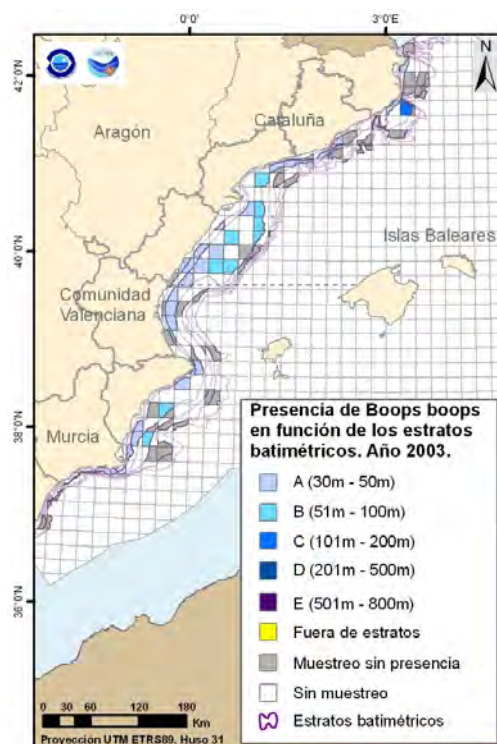 0°0'
3°0'E
N
42°0'N
Aragón
Cataluña
40°0'N
Islas Baleares
Comunidad
Valenciana
38°0'N
Murcia
36°0'N
Presencia de Boops boops
en función de los estratos
batimétricos. Año 2003.
A (30m - 50m)
B (51m - 100m)
C (101m - 200m)
D (201m - 500m)
E (501m - 800m)
Fuera de estratos
Muestreo sin presencia
Sin muestreo
Estratos batimétricos
0 30 60 120 180
Km
Proyección UTM ETRS89. Huso 31